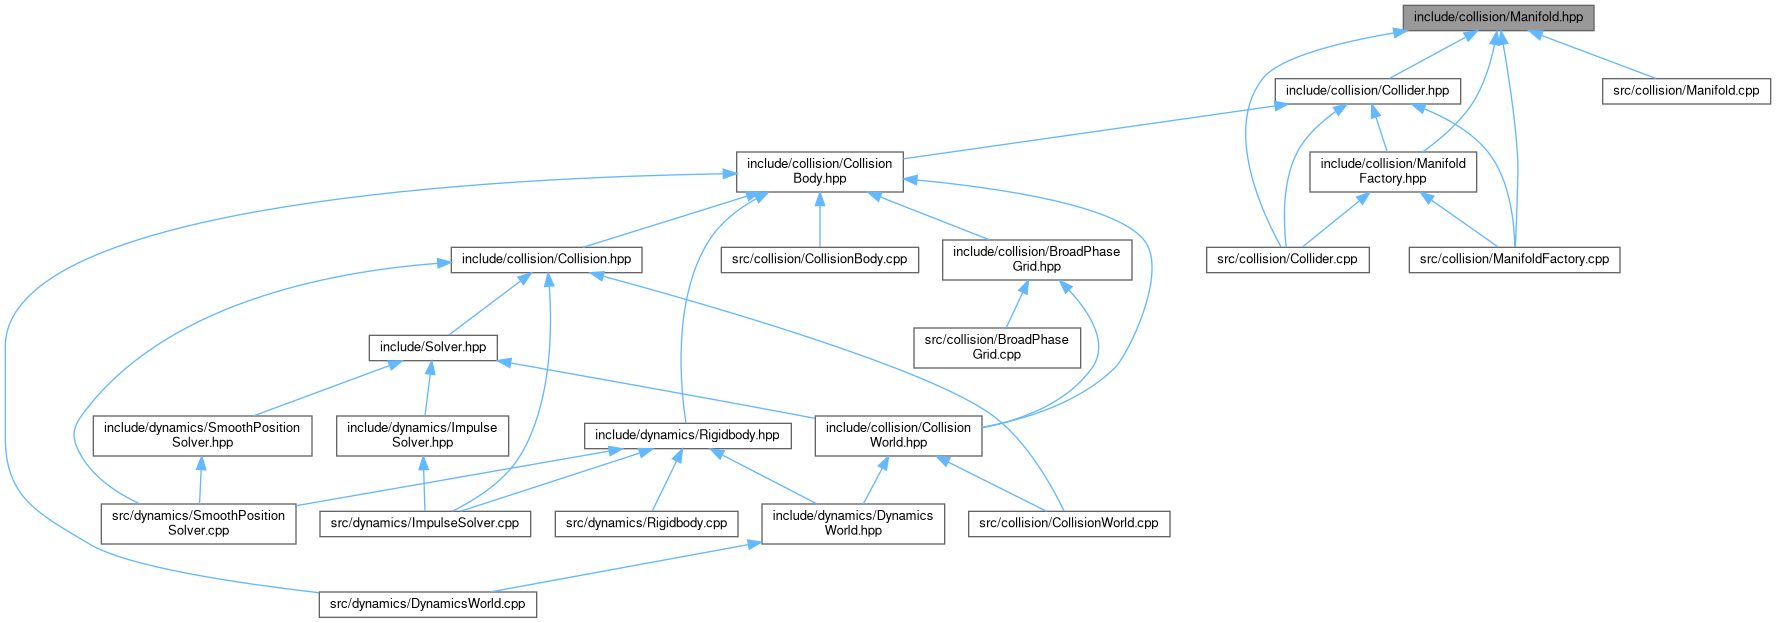 include/collision/Manifold.hpp
include/collision/Collider.hpp
src/collision/Manifold.cpp
include/collision/Collision
Body.hpp
include/collision/Manifold
Factory.hpp
include/collision/Collision.hpp
src/collision/CollisionBody.cpp
include/collision/BroadPhase
Grid.hpp
src/collision/Collider.cpp
src/collision/ManifoldFactory.cpp
include/Solver.hpp
src/collision/BroadPhase
Grid.cpp
include/dynamics/SmoothPosition
Solver.hpp
include/dynamics/Impulse
Solver.hpp
include/dynamics/Rigidbody.hpp
include/collision/Collision
World.hpp
src/dynamics/SmoothPosition
Solver.cpp
src/dynamics/ImpulseSolver.cpp
src/dynamics/Rigidbody.cpp
include/dynamics/Dynamics
World.hpp
src/collision/CollisionWorld.cpp
src/dynamics/DynamicsWorld.cpp